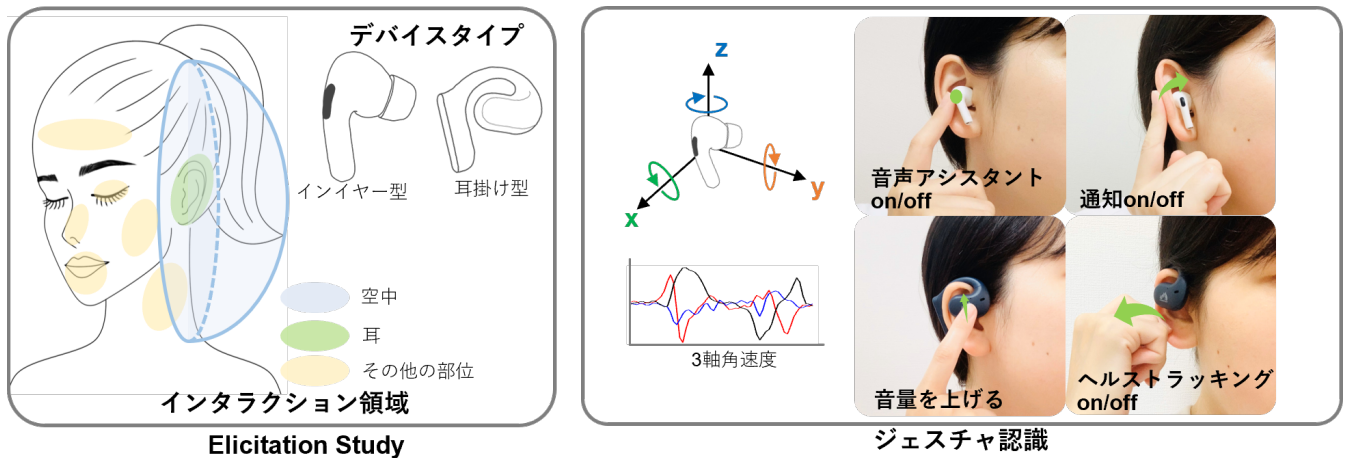 デバイスタイプ
インイヤー型
耳掛け型
空中
耳
その他の部位
インタラクション領域
Elicitation Study
z
y
x
3軸角速度
音声アシスタント
on/off
通知on/off
音量を上げる
ヘルストラッキング
on/off
ジェスチャ認識